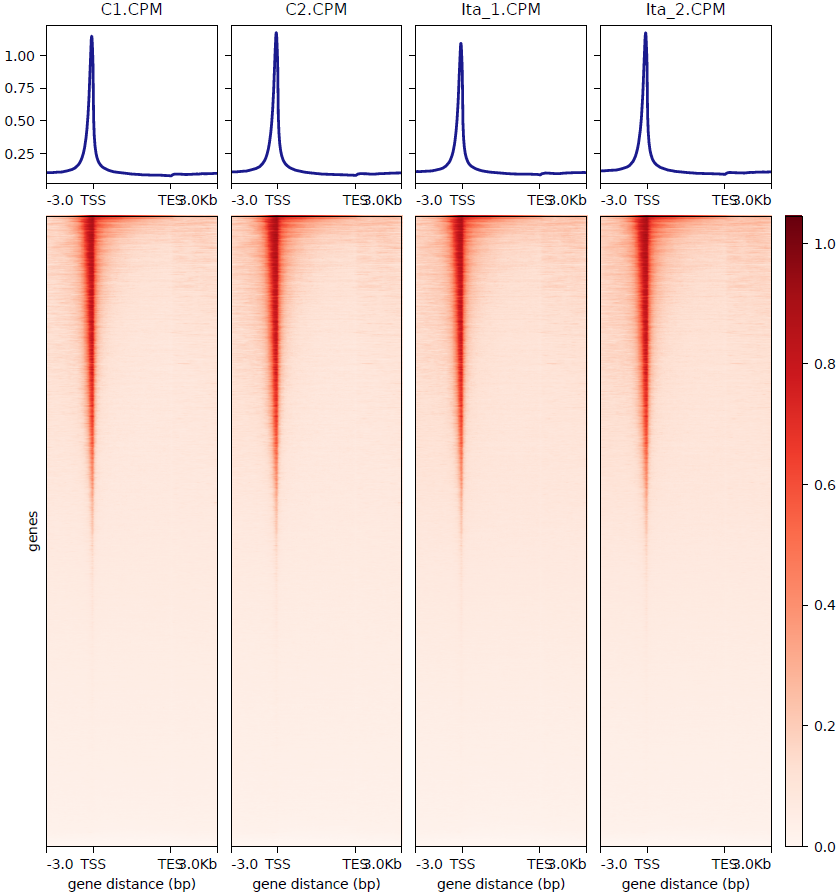 C1.CPM C2.CPM Ita_1.CPM Ita_2.CPM
1.00
0.75
0.50
0.25
-3.0 TSS TES 3.0Kb -3.0 TSS TES 3.0Kb -3.0 TSS TES 3.0Kb -3.0 TSS TES 3.0Kb
genes
1.0
0.8
0.6
0.4
0.2
0.0
-3.0 TSS TES 3.0Kb -3.0 TSS TES 3.0Kb -3.0 TSS TES 3.0Kb -3.0 TSS TES 3.0Kb
gene distance (bp) gene distance (bp) gene distance (bp) gene distance (bp)